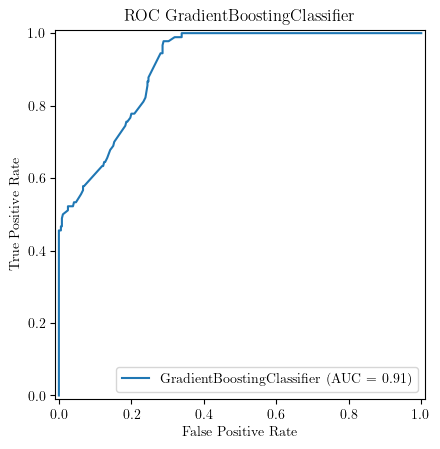 ROC GradientBoostingClassifier
1.0
0.8
0.6
0.4
0.2
0.0
True Positive Rate
GradientBoostingClassifier (AUC = 0.91)
0.0 0.2 0.4 0.6 0.8 1.0
False Positive Rate